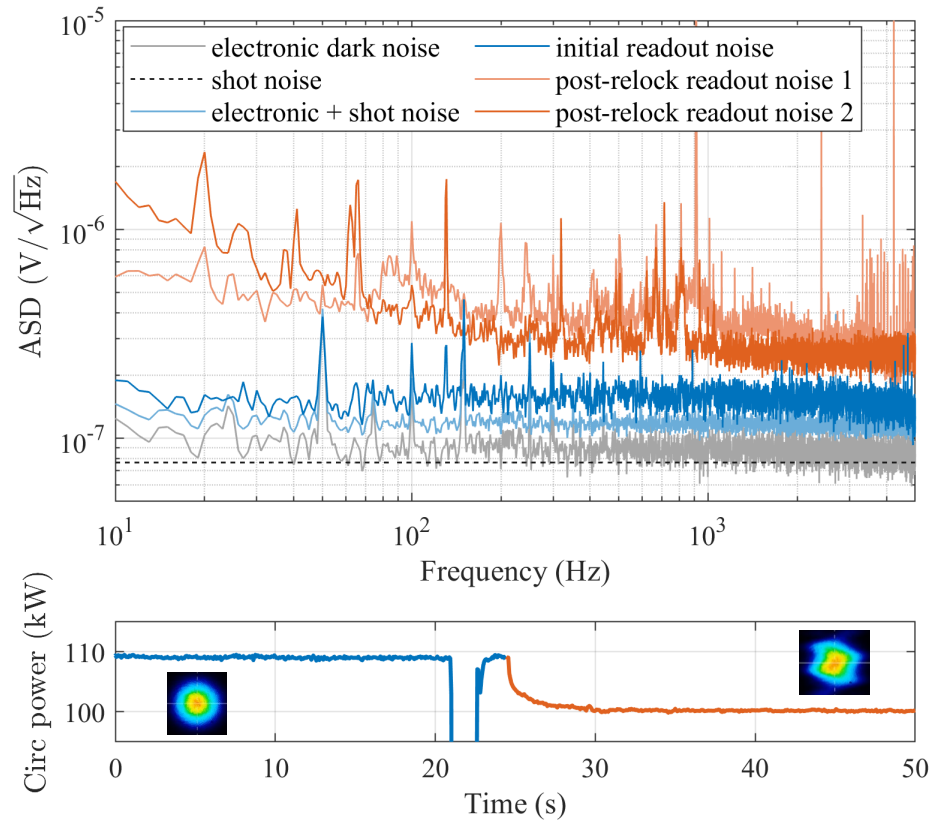 10^-5
electronic dark noise
initial readout noise
shot noise
post-relock readout noise 1
electronic + shot noise
post-relock readout noise 2
ASD (V/√Hz)
10^-6
10^-7
10^1
10^2
10^3
Frequency (Hz)
Circ power (kW)
110
100
0
10
20
30
40
50
Time (s)